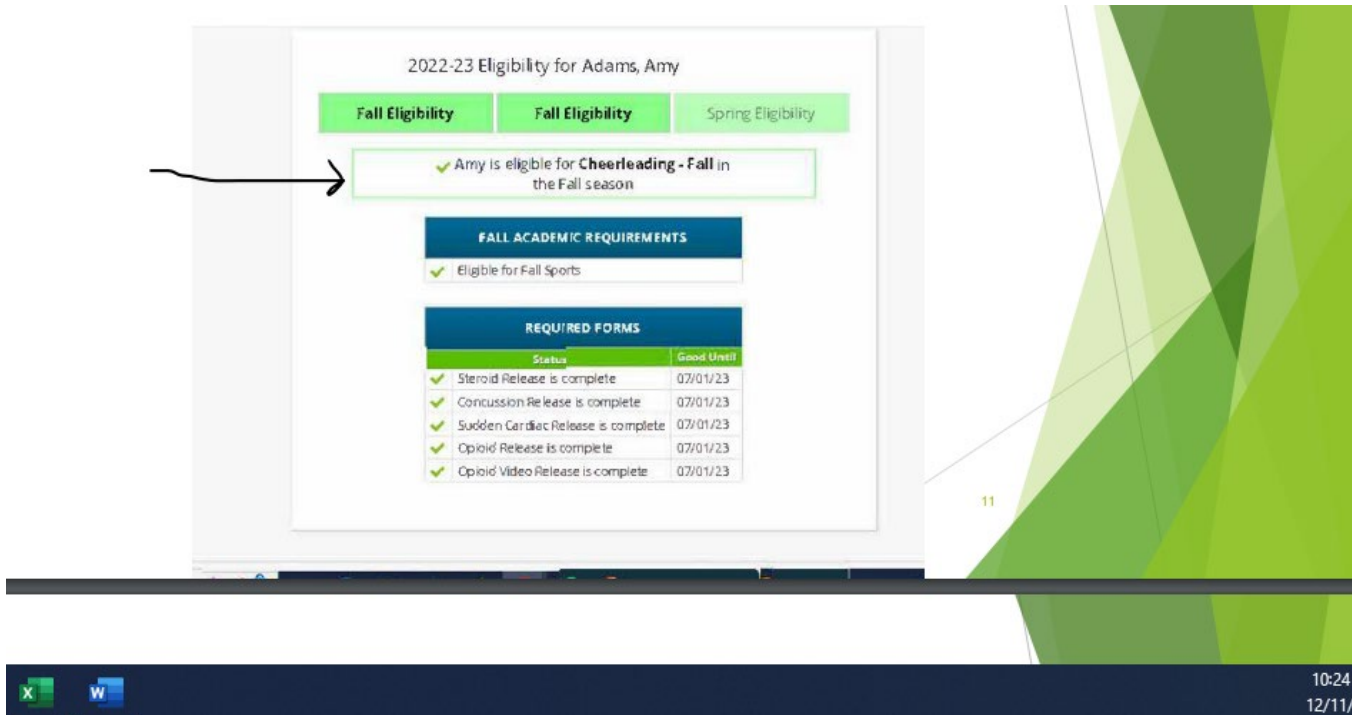 2022-23 Eligibility for Adams, Amy
Fall Eligibility Fall Eligibility Spring Eligibility
Amy is eligible for Cheerleading - Fall in
the Fall season
FALL ACADEMIC REQUIREMENTS
Eligible for Fall Sports
REQUIRED FORMS
Status Good Until
Steroid Release is complete 07/01/23
Concussion Release is complete 07/01/23
Sudden Cardiac Release is complete 07/01/23
Opioid Release is complete 07/01/23
Opioid Video Release is complete 07/01/23
11
X W
10:24
12/11/